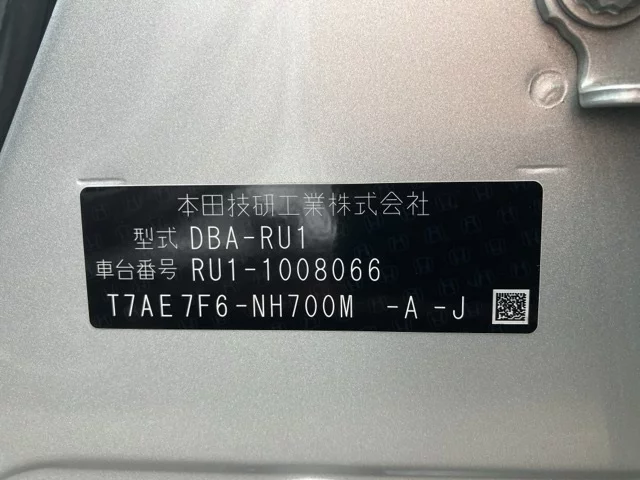 本田技研工業株式会社
型式 DBA-RU1
車台番号 RU1-1008066
T7AE7F6-NH700M -A -J